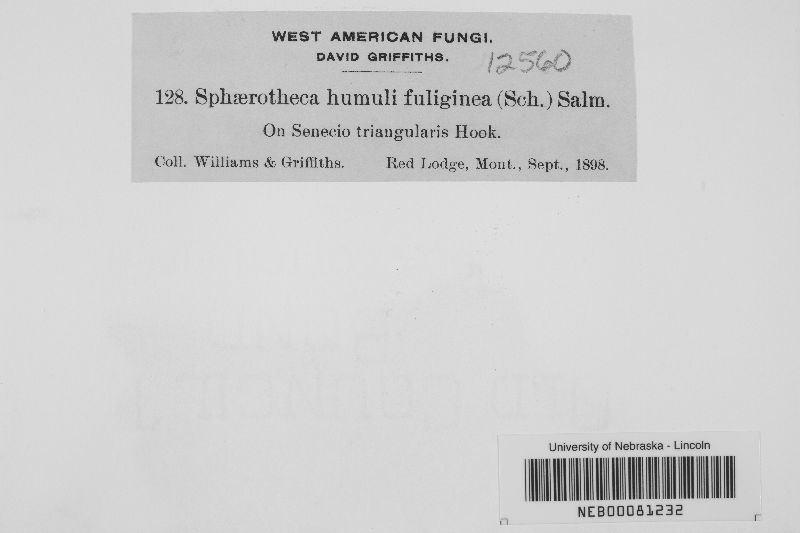 WEST AMERICAN FUNGI.
DAVID GRIFFITHS.
12560
128. Sphærotheca humuli fuliginea (Sch.) Salm.
On Senecio triangularis Hook.
Coll. Williams & Griffiths. Red Lodge, Mont., Sept., 1898.
University of Nebraska - Lincoln
NEB00081232